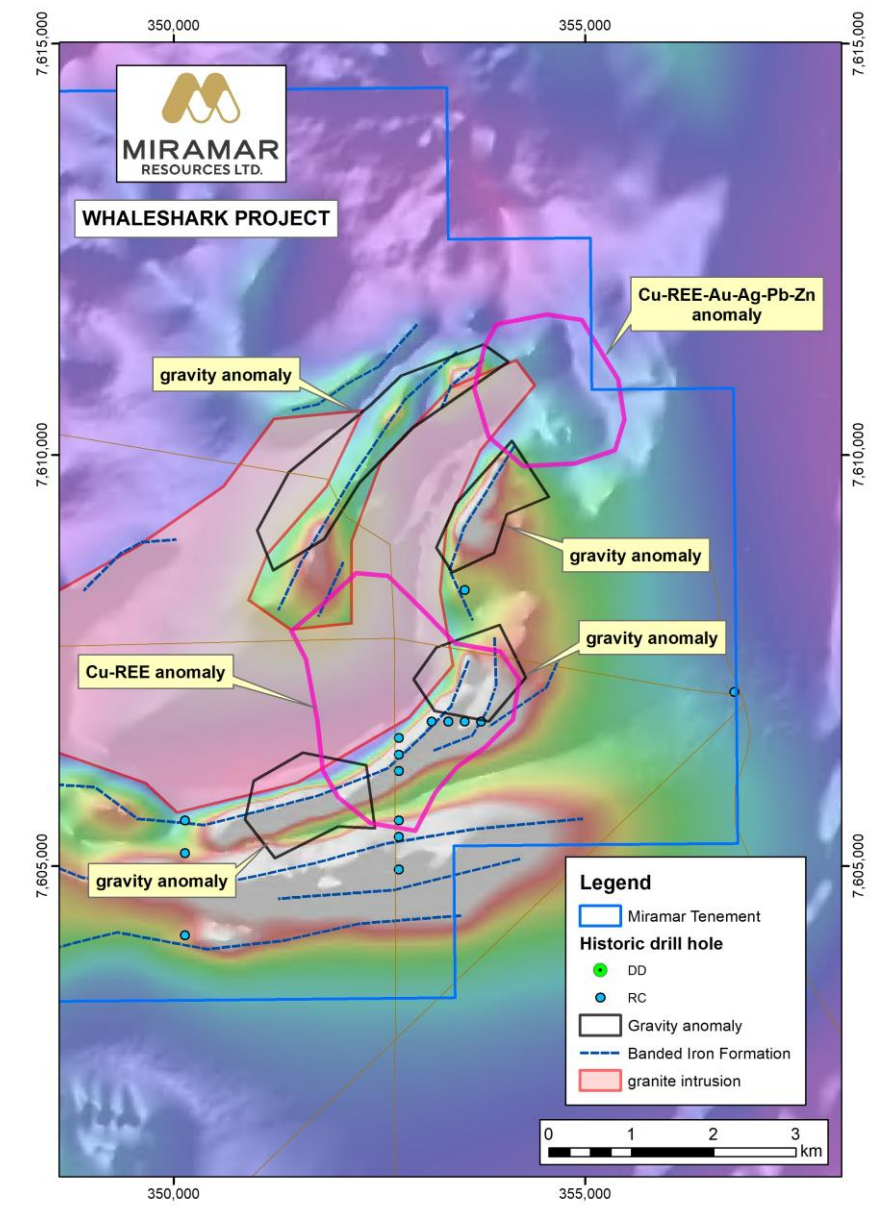 350,000
355,000
7,615,000
7,615,000
MIRAMAR
RESOURCES LTD.
WHALESHARK PROJECT
Cu-REE-Au-Ag-Pb-Zn
anomaly
gravity anomaly
7,610,000
7,610,000
gravity anomaly
gravity anomaly
Cu-REE anomaly
7,605,000
7,605,000
gravity anomaly
Legend
Miramar Tenement
Historic drill hole
DD
RC
Gravity anomaly
Banded Iron Formation
granite intrusion
0 1 2 3
km
350,000
355,000